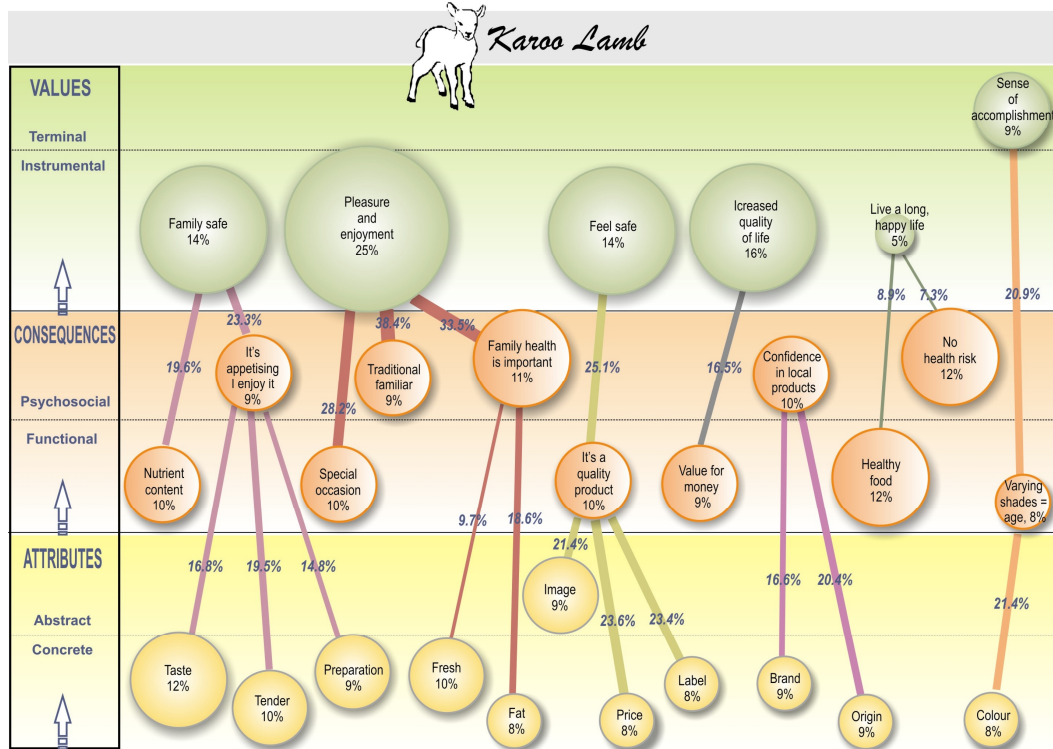 Karoo Lamb
VALUES
Terminal
Instrumental
Sense
of
accomplishment
9%
Family safe
14%
Pleasure
and
enjoyment
25%
Feel safe
14%
Icreased
quality
of life
16%
Live a long,
happy life
5%
8.9%
7.3%
20.9%
CONSEQUENCES
Psychosocial
Functional
23.3%
38.4%
33.5%
19.6%
It's
appetising
I enjoy it
9%
28.2%
Traditional
familiar
9%
Family health
is important
11%
25.1%
16.5%
Confidence
in local
products
10%
No
health risk
12%
Nutrient
content
10%
Special
occasion
10%
It's a
quality
product
10%
Value for
money
9%
Healthy
food
12%
Varying
shades =
age, 8%
9.7%
18.6%
ATTRIBUTES
Abstract
Concrete
16.8%
19.5%
14.8%
21.4%
Image
9%
23.6%
23.4%
16.6%
20.4%
21.4%
Taste
12%
Tender
10%
Preparation
9%
Fresh
10%
Fat
8%
Price
8%
Label
8%
Brand
9%
Origin
9%
Colour
8%